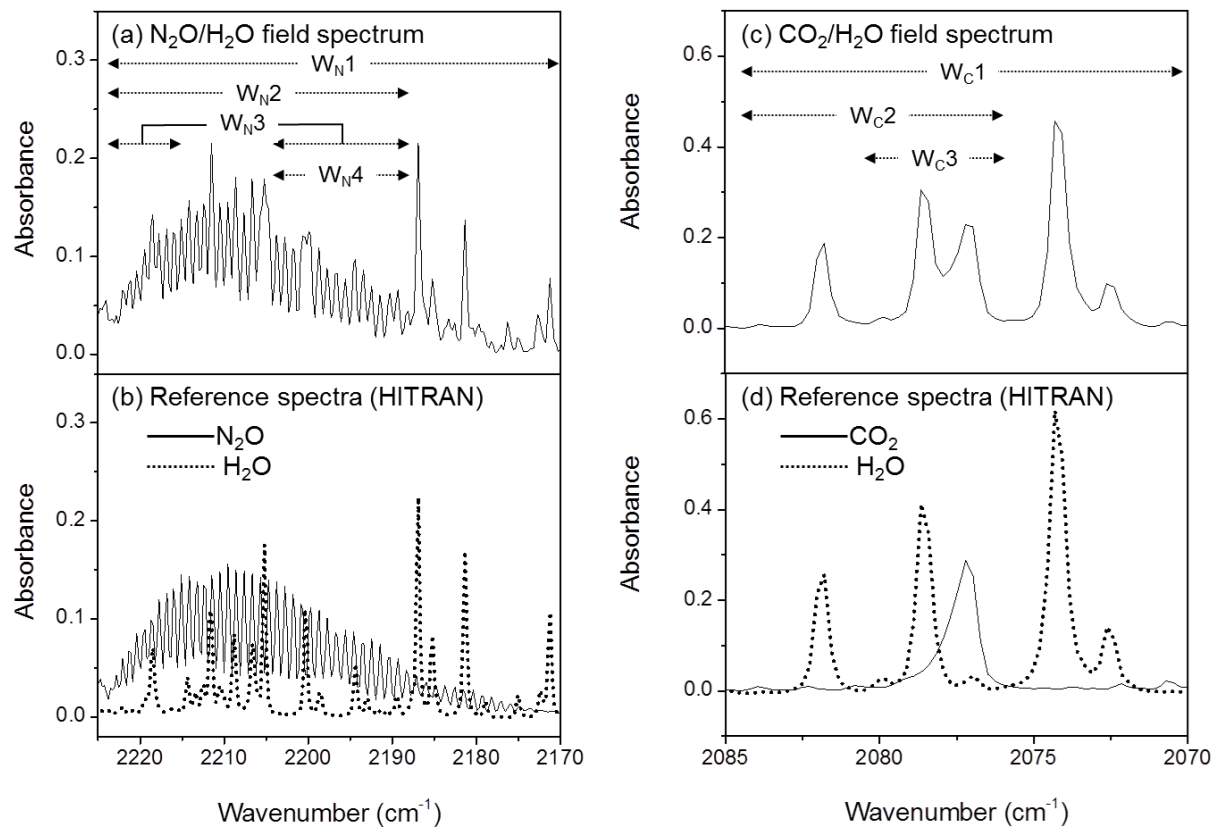 (a) N₂O/H₂O field spectrum
W_N1
W_N2
W_N3
W_N4
0.3
0.2
0.1
0.0
Absorbance
(b) Reference spectra (HITRAN)
N₂O
H₂O
0.3
0.2
0.1
0.0
Absorbance
2220 2210 2200 2190 2180 2170
Wavenumber (cm⁻¹)
(c) CO₂/H₂O field spectrum
W_C1
W_C2
W_C3
0.6
0.4
0.2
0.0
Absorbance
(d) Reference spectra (HITRAN)
CO₂
H₂O
0.6
0.4
0.2
0.0
Absorbance
2085 2080 2075 2070
Wavenumber (cm⁻¹)